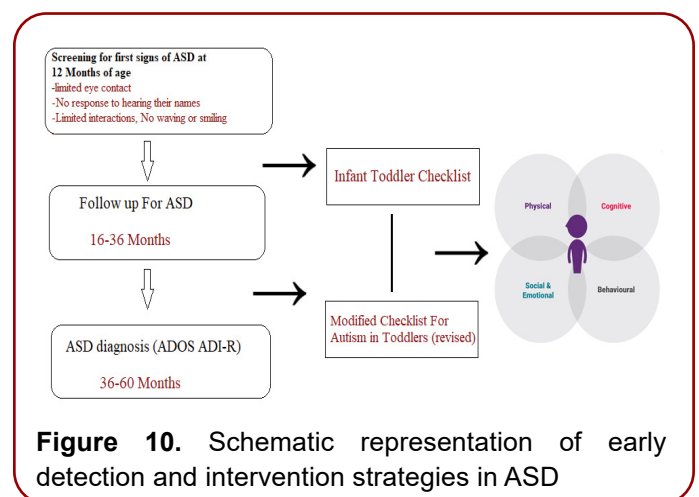 Screening for first signs of ASD at
12 Months of age
-limited eye contact
-No response to hearing their names
-Limited interactions, No waving or smiling
Follow up For ASD
16-36 Months
ASD diagnosis (ADOS ADI-R)
36-60 Months
Infant Toddler Checklist
Modified Checklist For
Autism in Toddlers (revised)
Physical
Cognitive
Social &
Emotional
Behavioural
Figure 10. Schematic representation of early
detection and intervention strategies in ASD